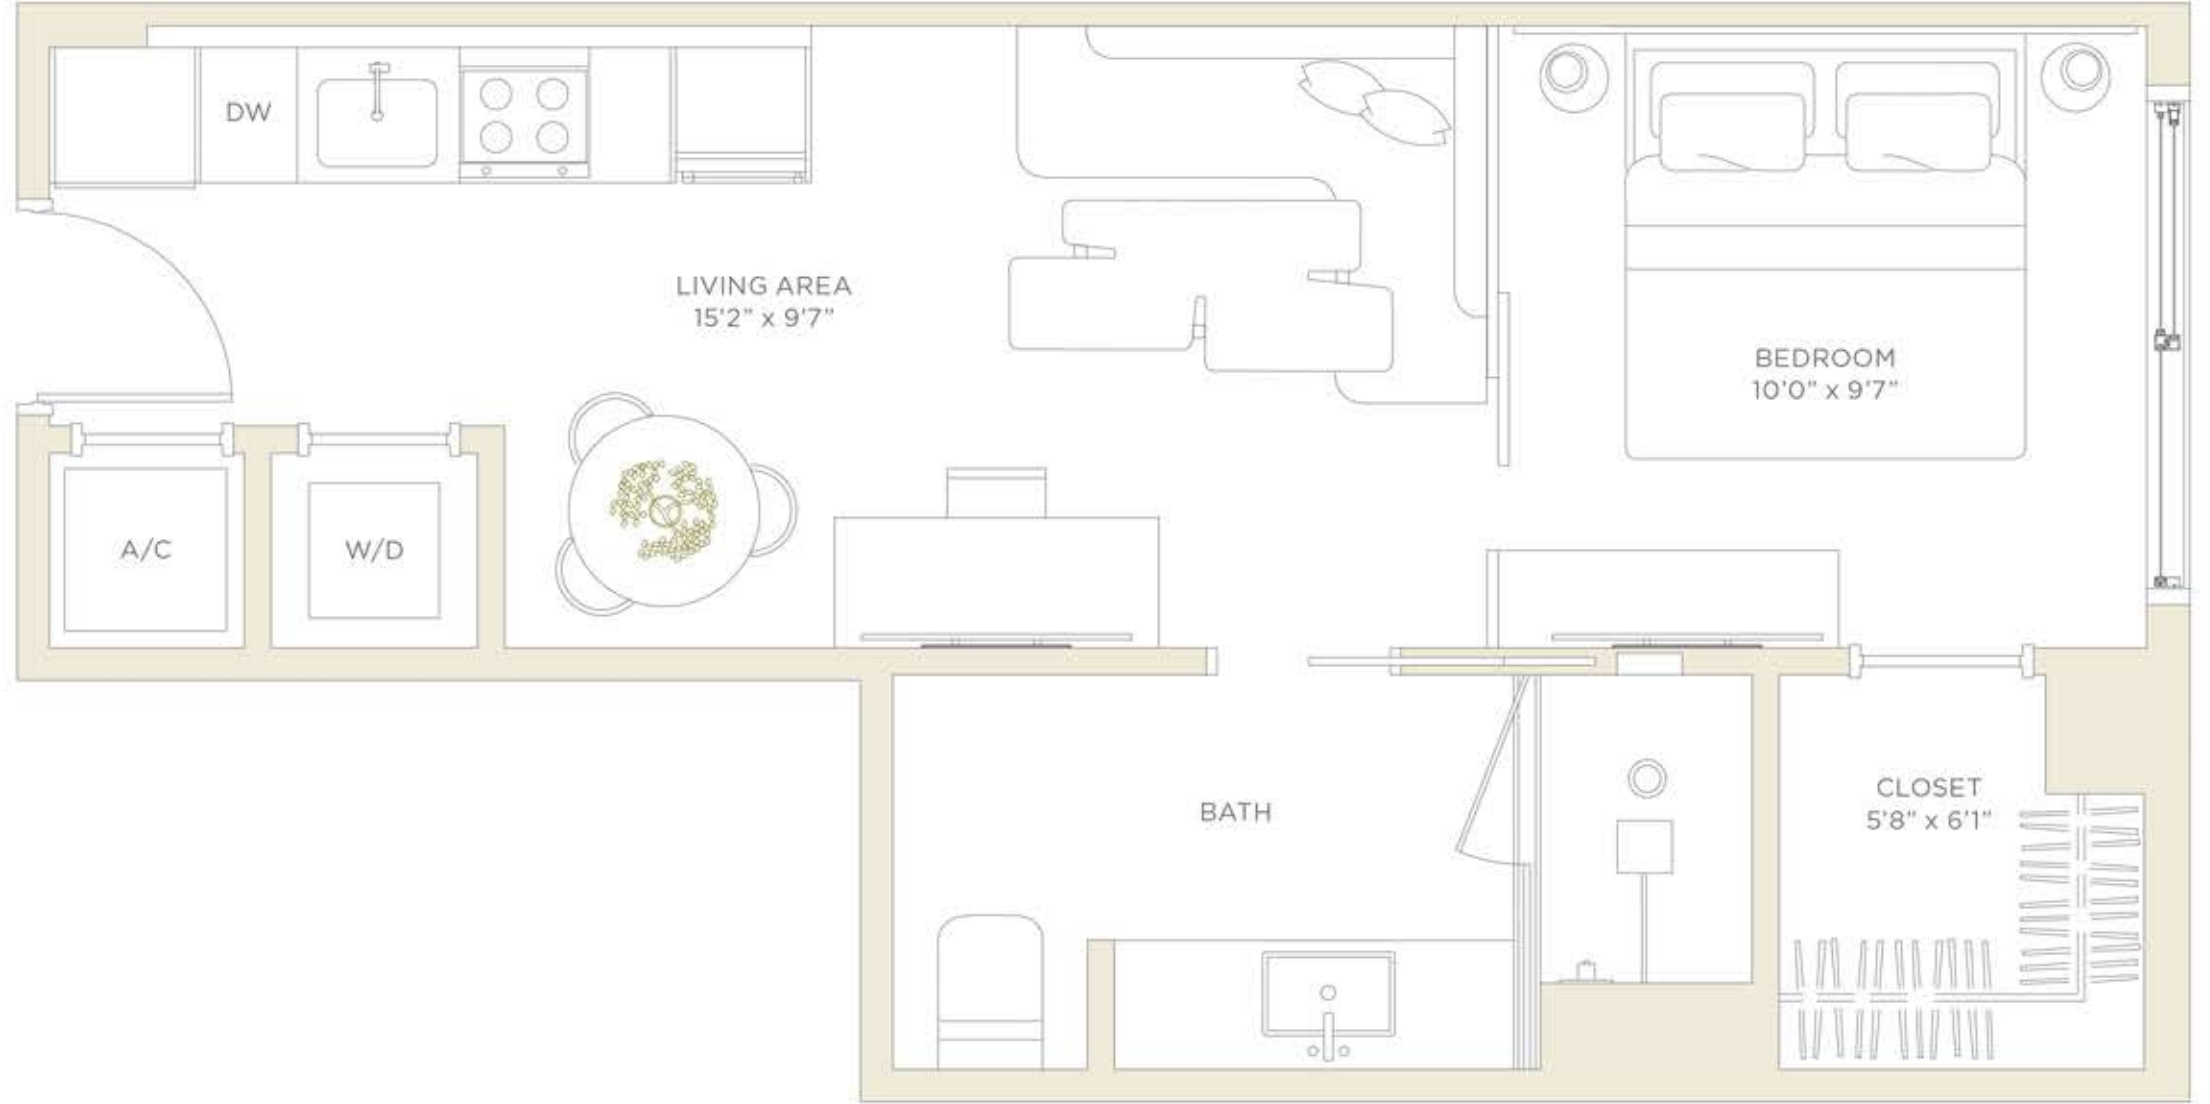 DW
LIVING AREA
15'2" x 9'7"
BEDROOM
10'0" x 9'7"
A/C
W/D
BATH
CLOSET
5'8" x 6'1"